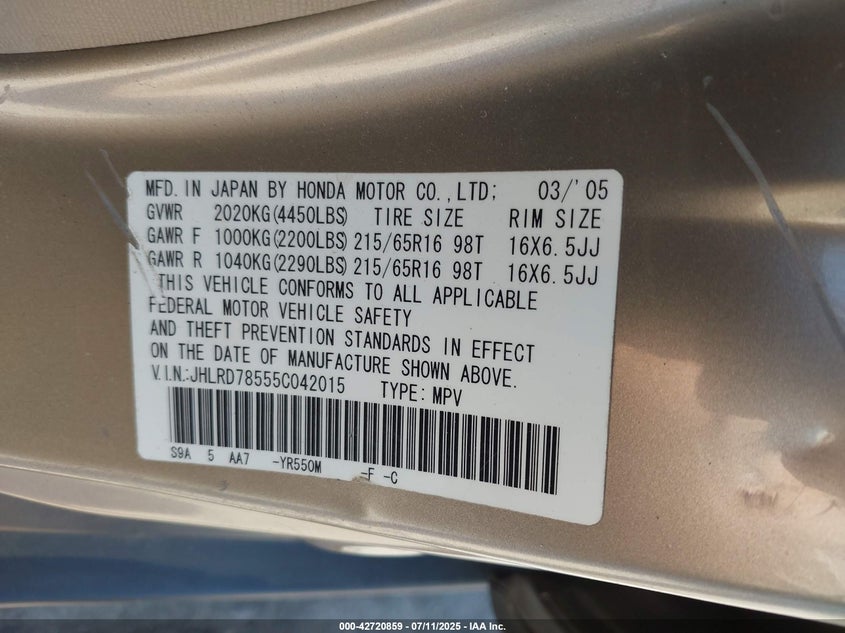 MFD. IN JAPAN BY HONDA MOTOR CO.,LTD; 03/'05
GVWR 2020KG(4450LBS) TIRE SIZE RIM SIZE
GAWR F 1000KG(2200LBS) 215/65R16 98T 16X6.5JJ
GAWR R 1040KG(2290LBS) 215/65R16 98T 16X6.5JJ
THIS VEHICLE CONFORMS TO ALL APPLICABLE
FEDERAL MOTOR VEHICLE SAFETY
AND THEFT PREVENTION STANDARDS IN EFFECT
ON THE DATE OF MANUFACTURE SHOWN ABOVE.
V.I.N.:JHLRD78555C042015 TYPE: MPV
S9A 5 AA7 -YR550M -F -C
000-42720859 / 07/11/2025 - IAA Inc.